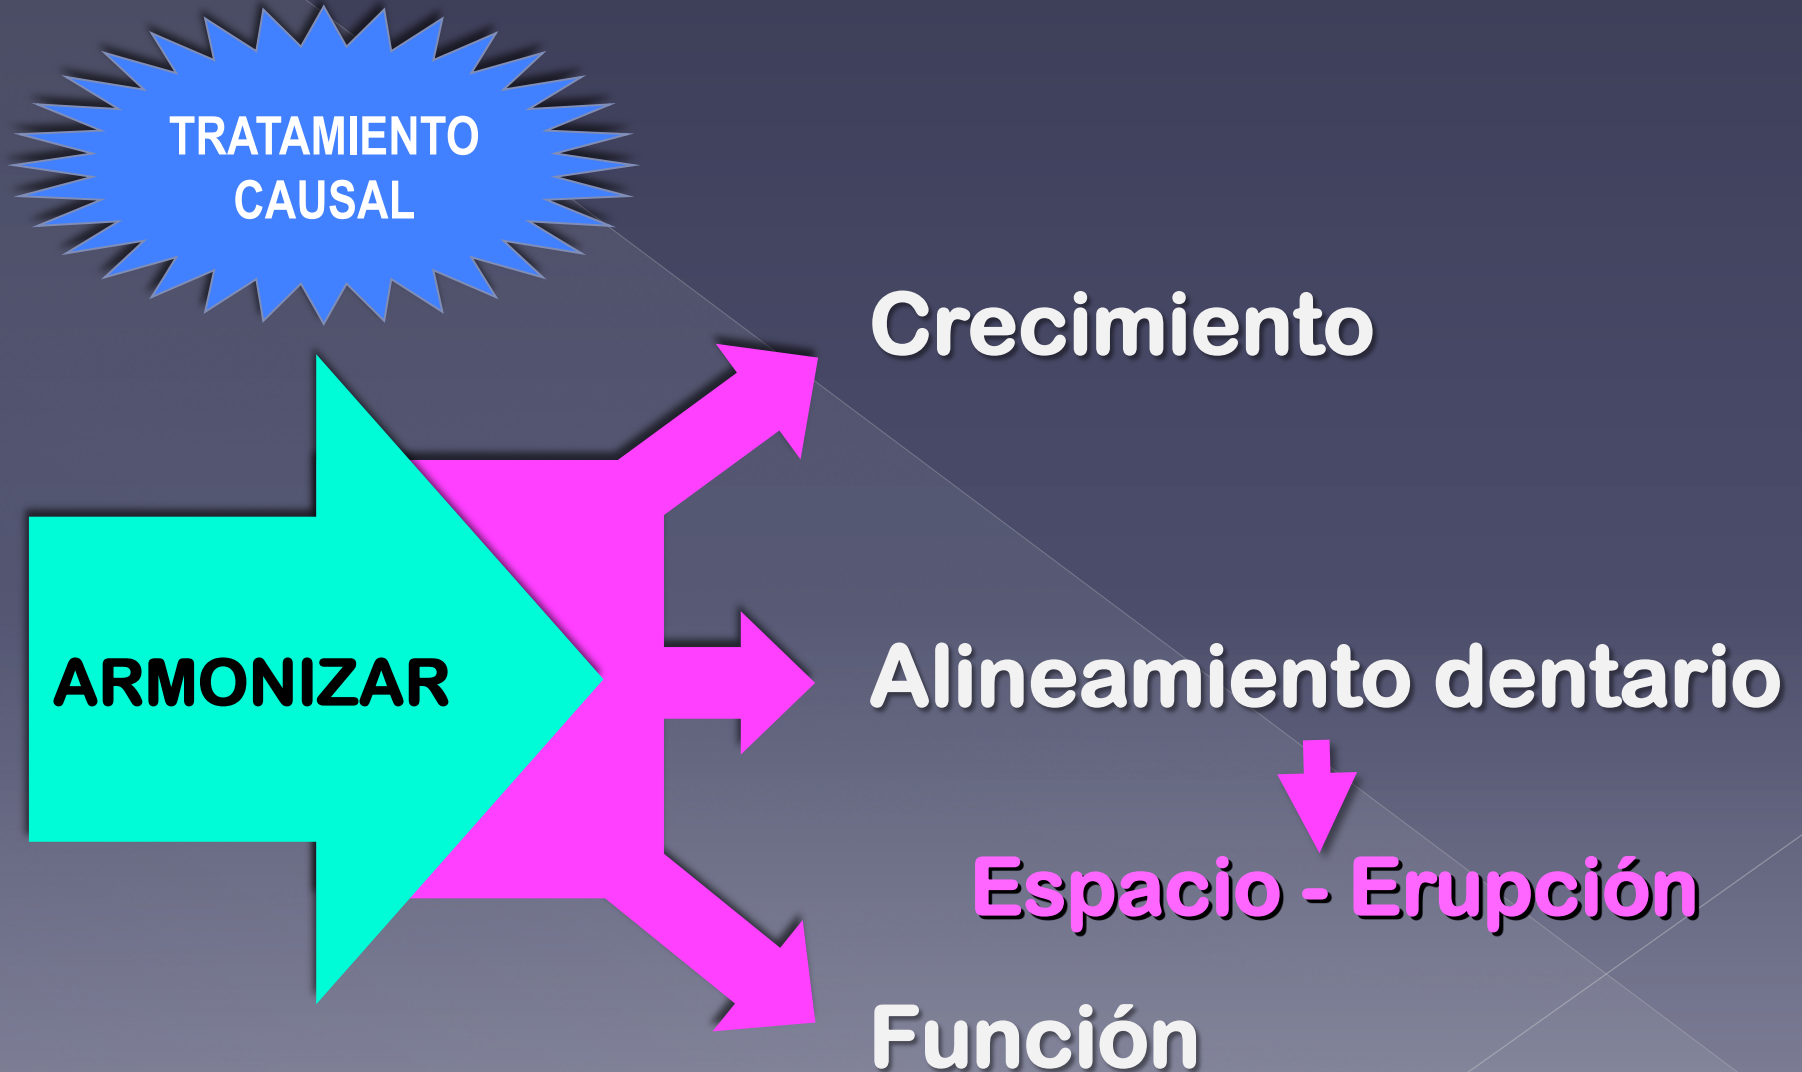 TRATAMIENTO
CAUSAL
Crecimiento
ARMONIZAR
Alineamiento dentario
Espacio - Erupción
Función